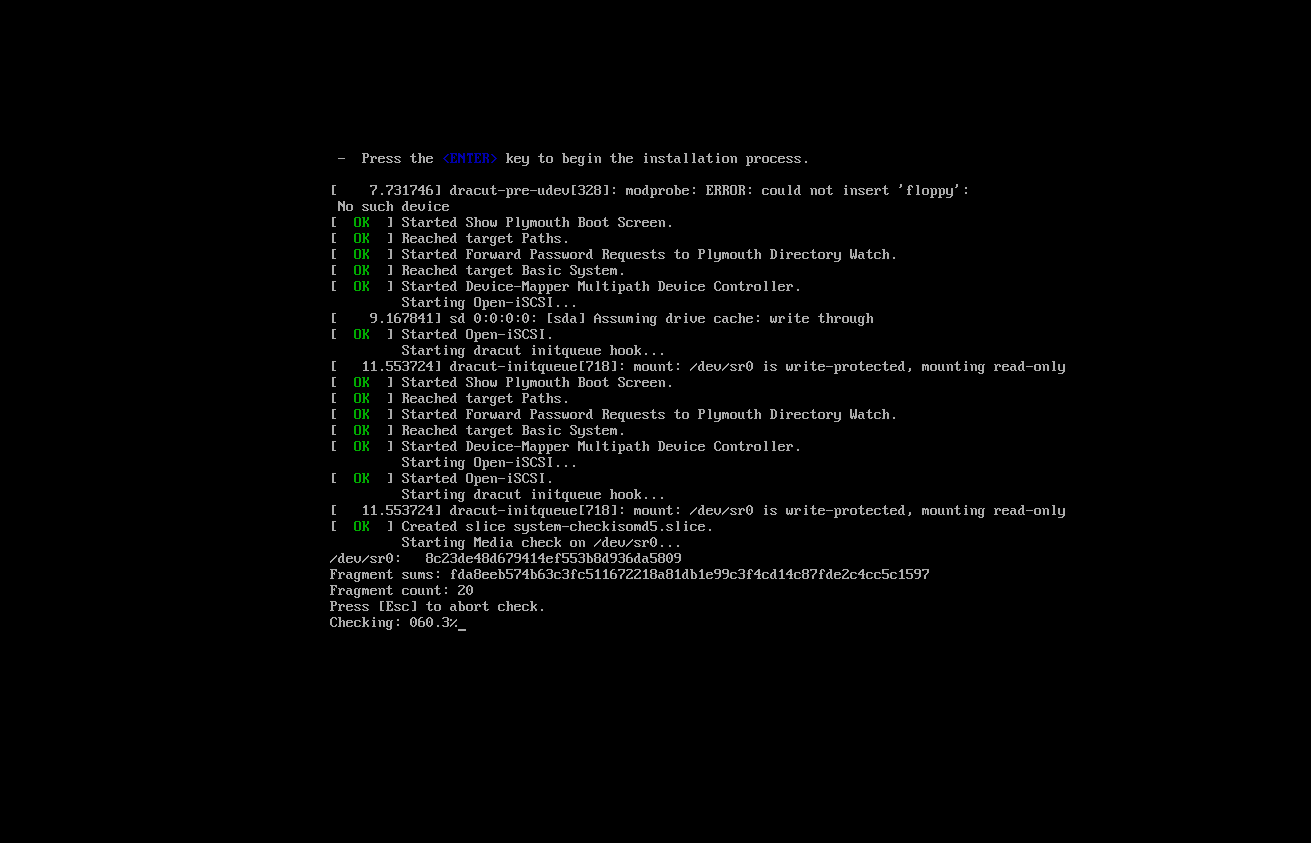 -  Press the <ENTER> key to begin the installation process.
[    7.731746] dracut-pre-udev[328]: modprobe: ERROR: could not insert 'floppy':
 No such device
[  OK  ] Started Show Plymouth Boot Screen.
[  OK  ] Reached target Paths.
[  OK  ] Started Forward Password Requests to Plymouth Directory Watch.
[  OK  ] Reached target Basic System.
[  OK  ] Started Device-Mapper Multipath Device Controller.
         Starting Open-iSCSI...
[    9.167841] sd 0:0:0:0: [sda] Assuming drive cache: write through
[  OK  ] Started Open-iSCSI.
         Starting dracut initqueue hook...
[   11.553724] dracut-initqueue[718]: mount: /dev/sr0 is write-protected, mounting read-only
[  OK  ] Started Show Plymouth Boot Screen.
[  OK  ] Reached target Paths.
[  OK  ] Started Forward Password Requests to Plymouth Directory Watch.
[  OK  ] Reached target Basic System.
[  OK  ] Started Device-Mapper Multipath Device Controller.
         Starting Open-iSCSI...
[  OK  ] Started Open-iSCSI.
         Starting dracut initqueue hook...
[   11.553724] dracut-initqueue[718]: mount: /dev/sr0 is write-protected, mounting read-only
[  OK  ] Created slice system-checkisomd5.slice.
         Starting Media check on /dev/sr0...
/dev/sr0:   8c23de48d679414ef553b8d936da5809
Fragment sums: fda8eeb574b63c3fc511672218a81db1e99c3f4cd14c87fde2c4cc5c1597
Fragment count: 20
Press [Esc] to abort check.
Checking: 060.3%_